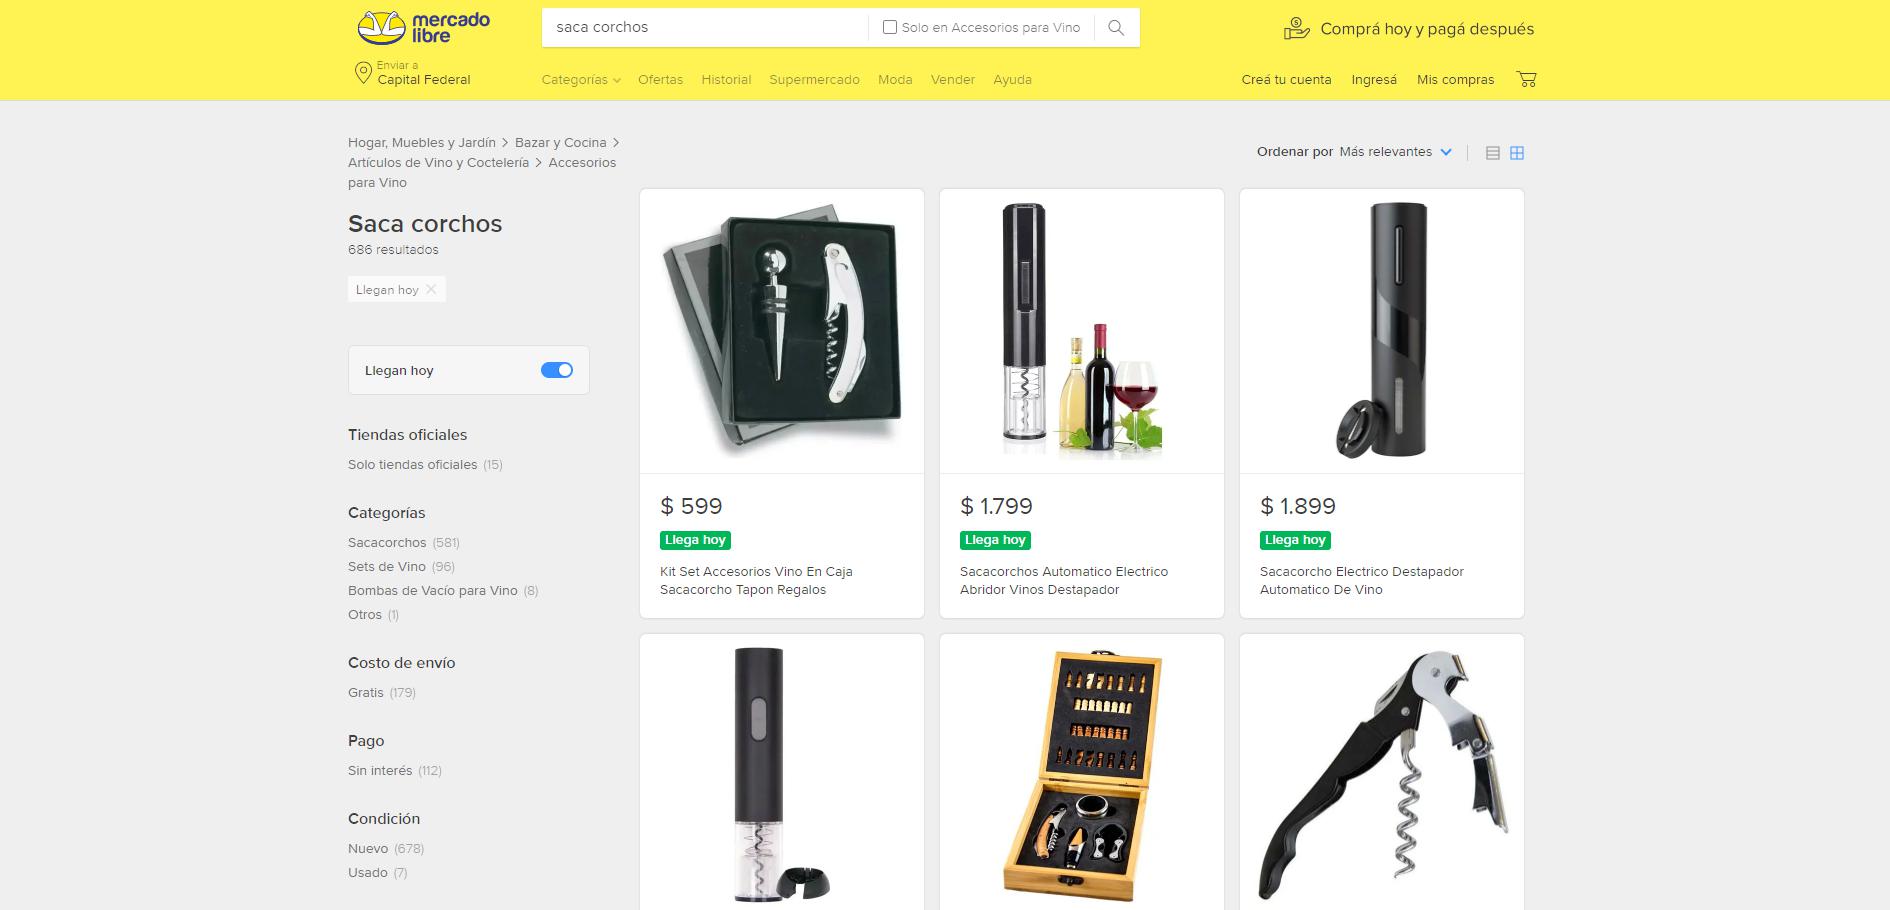 mercado
libre
saca corchos
Solo en Accesorios para Vino
Comprá hoy y pagá después
Enviar a
Capital Federal
Categorías
Ofertas
Historial
Supermercado
Moda
Vender
Ayuda
Creá tu cuenta
Ingresá
Mis compras
Hogar, Muebles y Jardín > Bazar y Cocina >
Artículos de Vino y Coctelería > Accesorios
para Vino
Ordenar por Más relevantes
Saca corchos
686 resultados
Llegan hoy
Llegan hoy
Tiendas oficiales
Solo tiendas oficiales (15)
Categorías
Sacacorchos (581)
Sets de Vino (96)
Bombas de Vacío para Vino (8)
Otros (1)
Costo de envío
Gratis (179)
Pago
Sin interés (112)
Condición
Nuevo (678)
Usado (7)
$ 599
Llega hoy
Kit Set Accesorios Vino En Caja
Sacacorcho Tapon Regalos
$ 1.799
Llega hoy
Sacacorchos Automatico Electrico
Abridor Vinos Destapador
$ 1.899
Llega hoy
Sacacorcho Electrico Destapador
Automatico De Vino